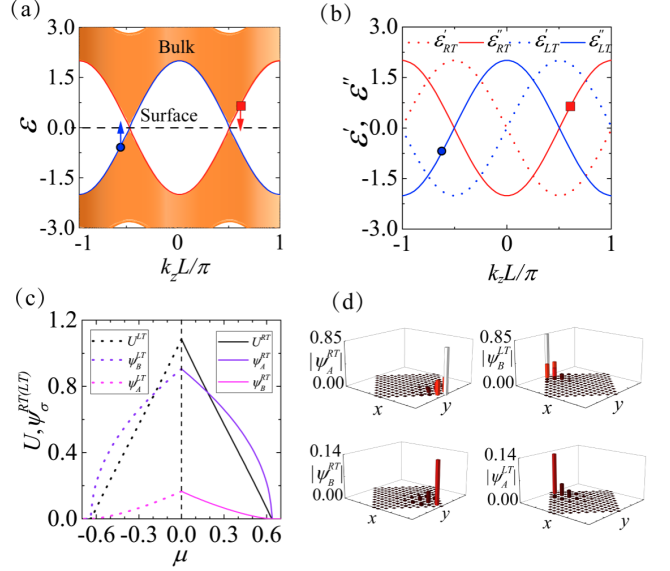 (a)
(b)
3.0
1.5
0.0
-1.5
-3.0
ε
Bulk
Surface
-1
0
1
k_zL/π
3.0
1.5
0.0
-1.5
-3.0
ε′, ε″
ε′_RT
ε″_RT
ε′_LT
ε″_LT
-1
0
1
k_zL/π
(c)
(d)
1.2
0.8
0.4
0.0
U, ψ_σ^RT(LT)
U^LT
ψ_B^LT
ψ_A^LT
U^RT
ψ_A^RT
ψ_B^RT
-0.6
-0.3
0.0
0.3
0.6
μ
0.85
|ψ_A^RT|
0.00
x
y
0.85
|ψ_B^LT|
0.00
x
y
0.14
|ψ_B^RT|
0.00
x
y
0.14
|ψ_A^LT|
0.00
x
y